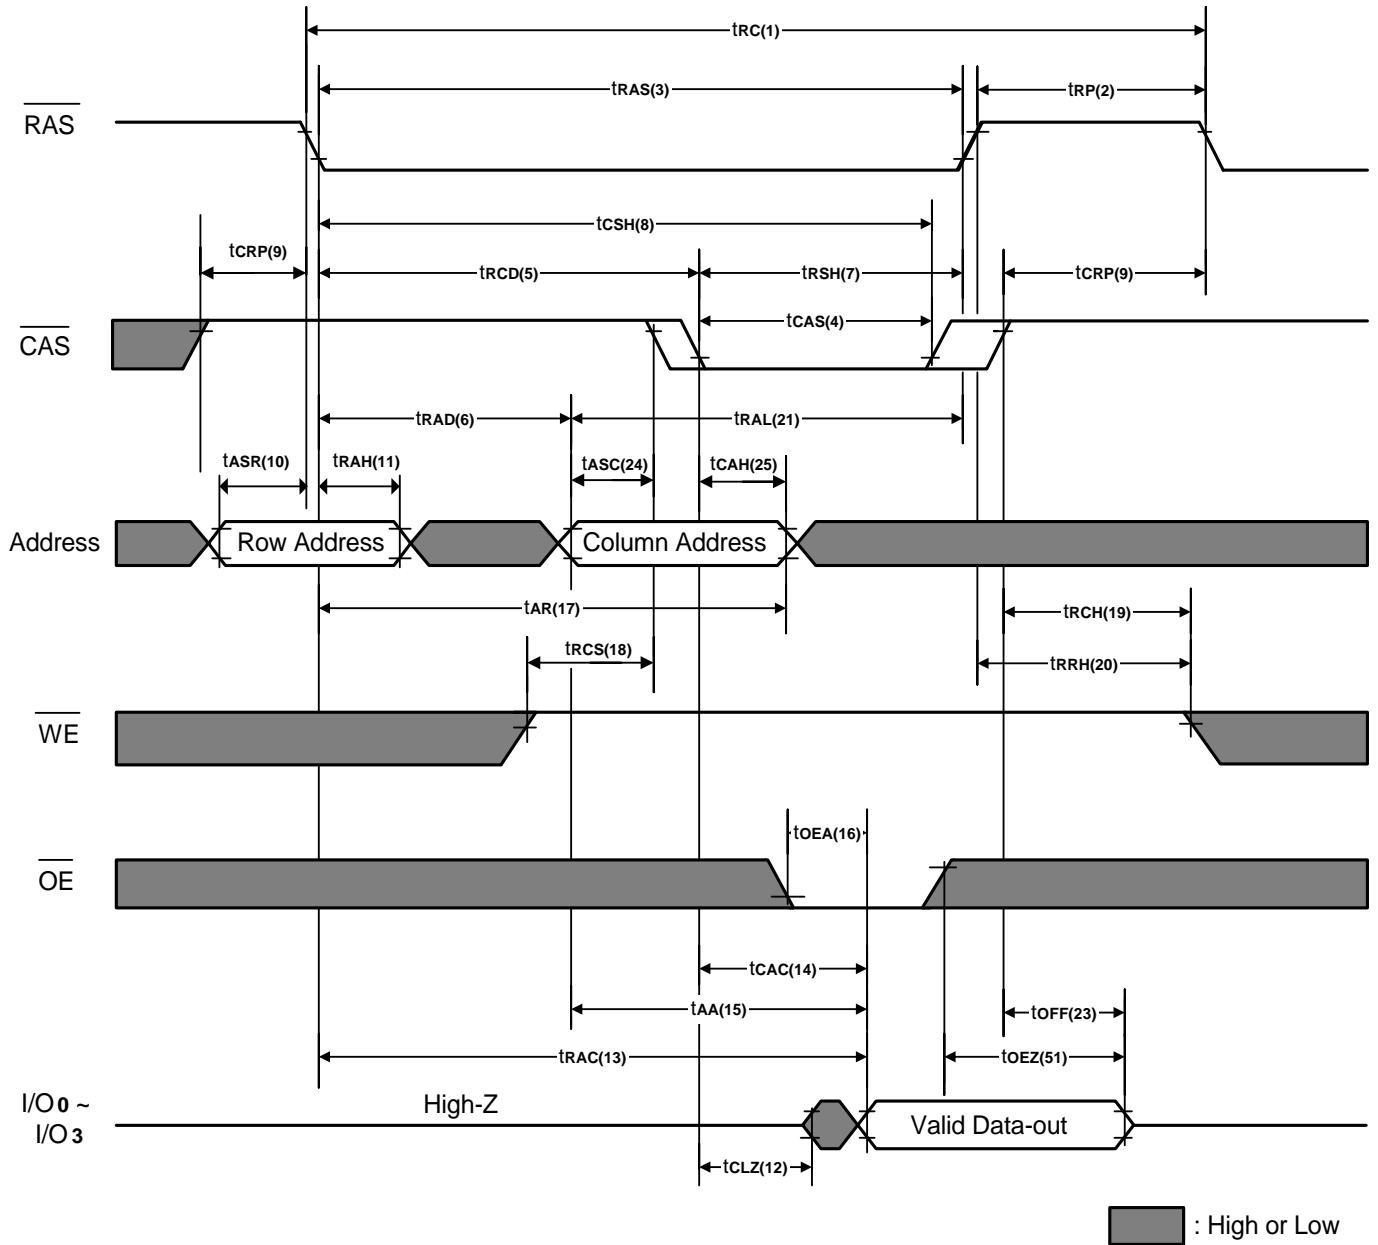 tRC(1)
tRAS(3)
tRP(2)
RAS
tCSH(8)
tCRP(9)
tRCD(5)
tRSH(7)
tCRP(9)
tCAS(4)
CAS
tRAD(6)
tRAL(21)
tASR(10)
tRAH(11)
tASC(24)
tCAH(25)
Address
Row Address
Column Address
tAR(17)
tRCH(19)
tRCS(18)
tRRH(20)
WE
tOEA(16)
OE
tCAC(14)
tAA(15)
tOFF(23)
tRAC(13)
tOEZ(51)
I/O0 ~
I/O3
High-Z
Valid Data-out
tCLZ(12)
: High or Low